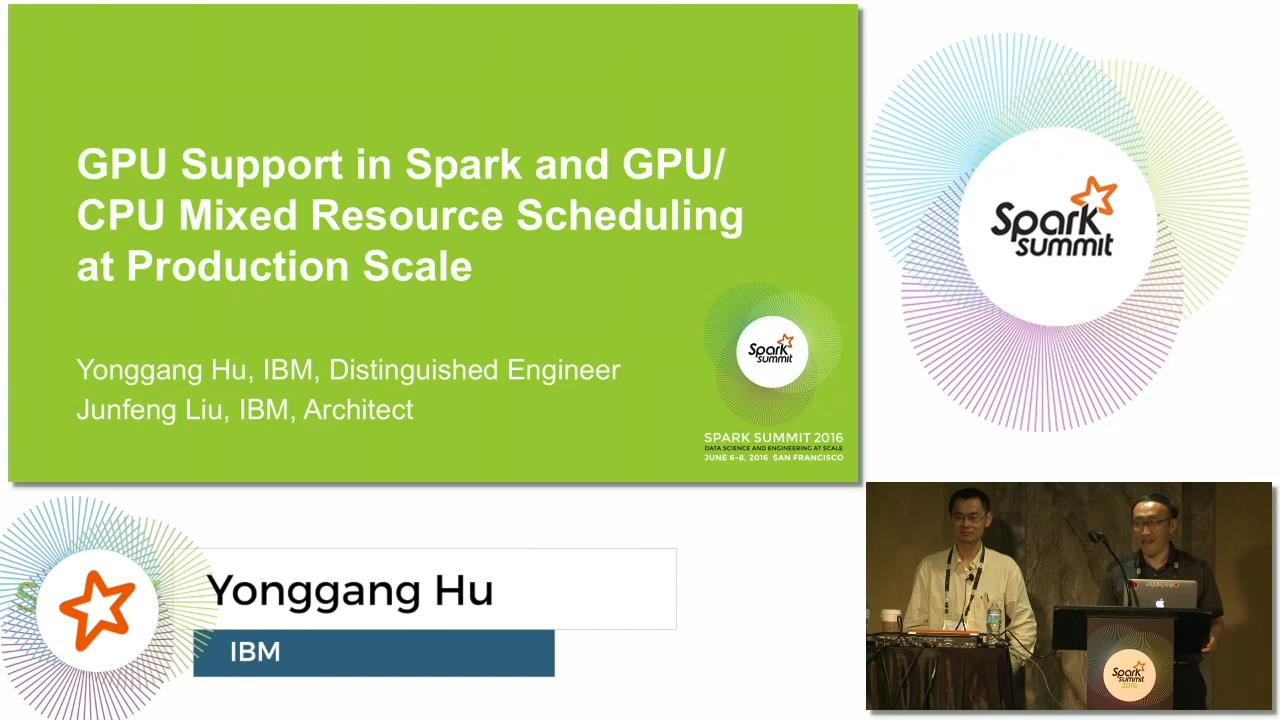 GPU Support in Spark and GPU/
CPU Mixed Resource Scheduling
at Production Scale
Yonggang Hu, IBM, Distinguished Engineer
Junfeng Liu, IBM, Architect
Spark
summit
SPARK SUMMIT 2016
DATA SCIENCE AND ENGINEERING AT SCALE
JUNE 6-8, 2016 SAN FRANCISCO
Spark
summit
Yonggang Hu
IBM
Spark
summit
2016